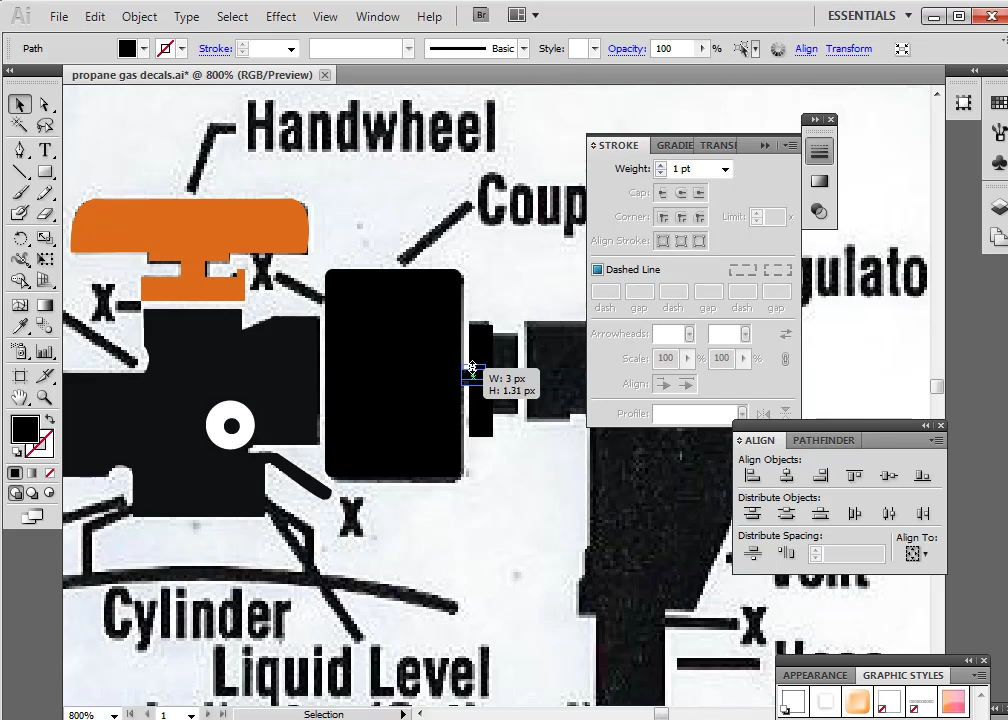 Ai File Edit Object Type Select Effect View Window Help Br ESSENTIALS
Path Stroke: Basic Style: Opacity: 100 % Align Transform
propane gas decals.ai* @ 800% (RGB/Preview)
Handwheel
STROKE GRADIE TRANSI
Weight: 1 pt
Coup
Cap:
Corner: Limit: x
Align Stroke:
X
gulato
X
Dashed Line
dash gap dash gap dash gap
Arrowheads:
Scale: 100 % 100 %
W: 3 px
H: 1.31 px
Align:
Profile:
ALIGN PATHFINDER
Align Objects:
Distribute Objects:
X
Distribute Spacing: Align To:
Vent
Cylinder
X
Liquid Level
APPEARANCE GRAPHIC STYLES
800% 1 Selection